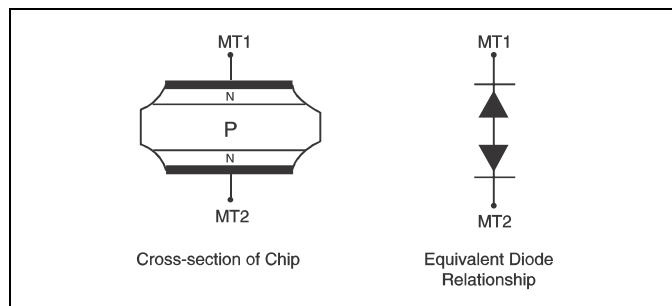 MT1
N
P
N
MT2
Cross-section of Chip
MT1
MT2
Equivalent Diode
Relationship